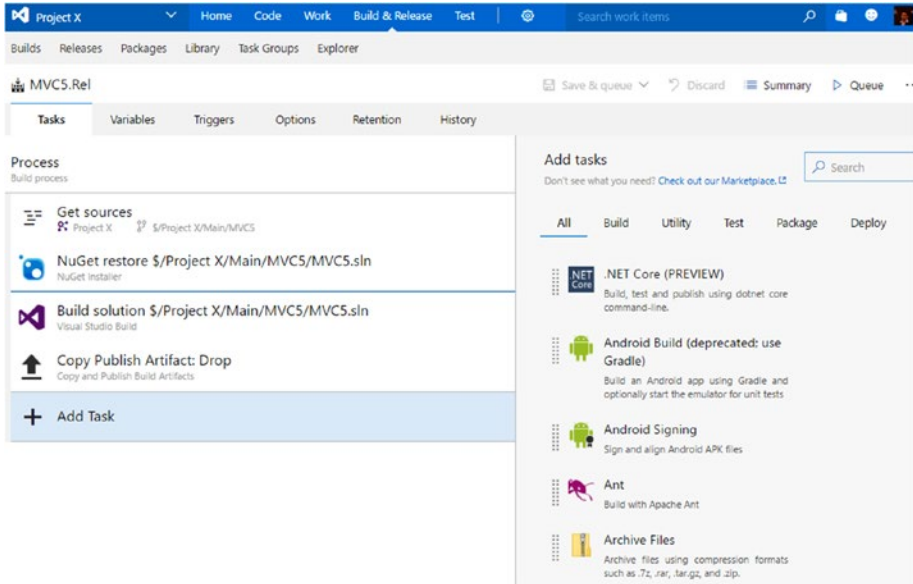 Project X Home Code Work Build & Release Test Search work items
Builds Releases Packages Library Task Groups Explorer
MVC5.Rel Save & queue Discard Summary Queue ...
Tasks Variables Triggers Options Retention History
Process
Build process
Get sources
Project X $/Project X/Main/MVC5
NuGet restore $/Project X/Main/MVC5/MVC5.sln
NuGet Installer
Build solution $/Project X/Main/MVC5/MVC5.sln
Visual Studio Build
Copy Publish Artifact: Drop
Copy and Publish Build Artifacts
Add Task
Add tasks
Search
Don't see what you need? Check out our Marketplace.
All Build Utility Test Package Deploy
.NET Core
.NET Core (PREVIEW)
Build, test and publish using dotnet core
command-line.
Android Build (deprecated: use
Gradle)
Build an Android app using Gradle and
optionally start the emulator for unit tests
Android Signing
Sign and align Android APK files
Ant
Build with Apache Ant
Archive Files
Archive files using compression formats
such as .7z, .rar, .tar.gz, and .zip.